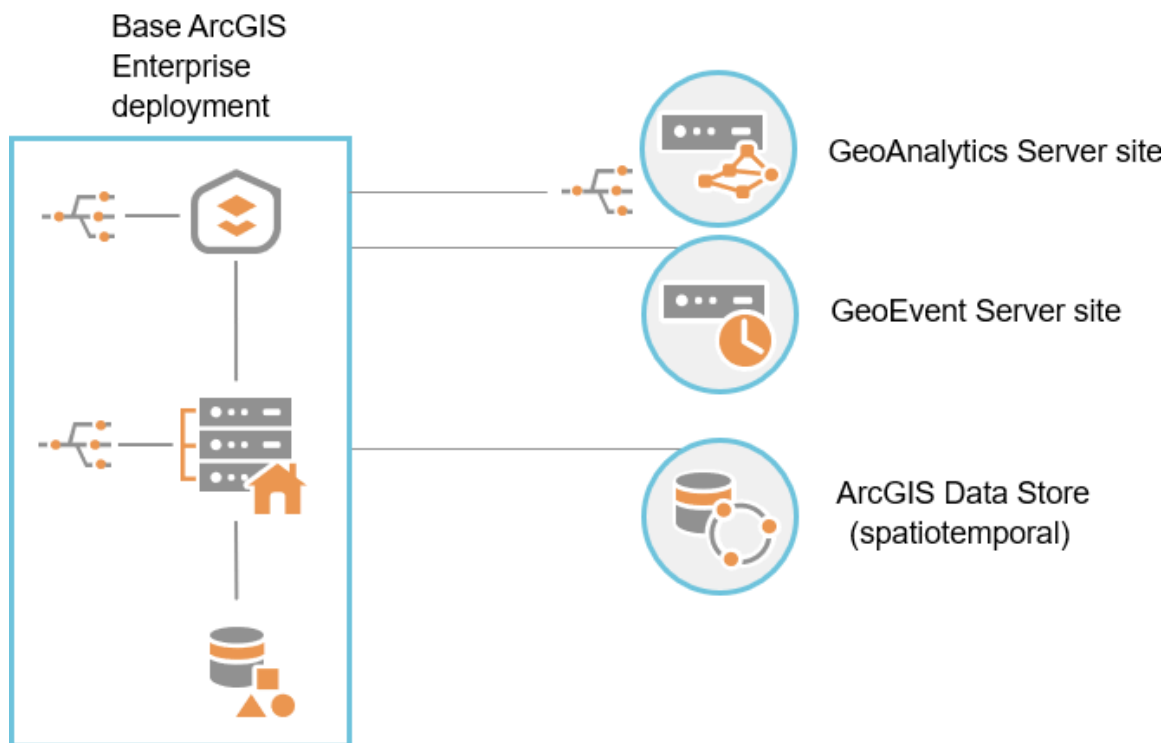 Base ArcGIS
Enterprise
deployment
GeoAnalytics Server site
GeoEvent Server site
ArcGIS Data Store
(spatiotemporal)